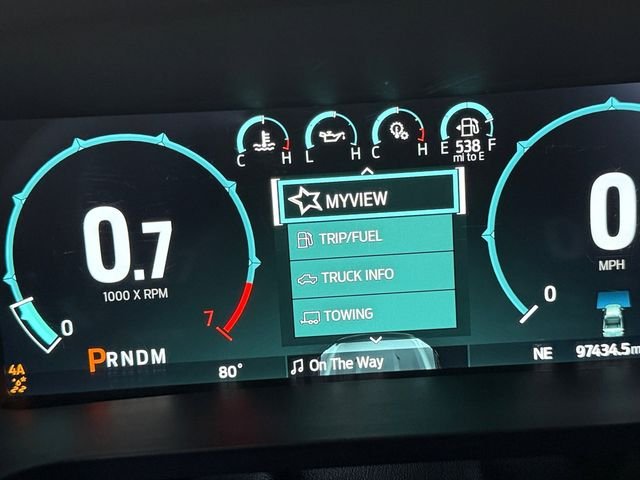 C H
L H
C H
E 538 F
mi to E
MYVIEW
TRIP/FUEL
TRUCK INFO
TOWING
0.7
1000 X RPM
0
7
0
MPH
0
PRNDM
4A
80°
On The Way
NE
97434.5m